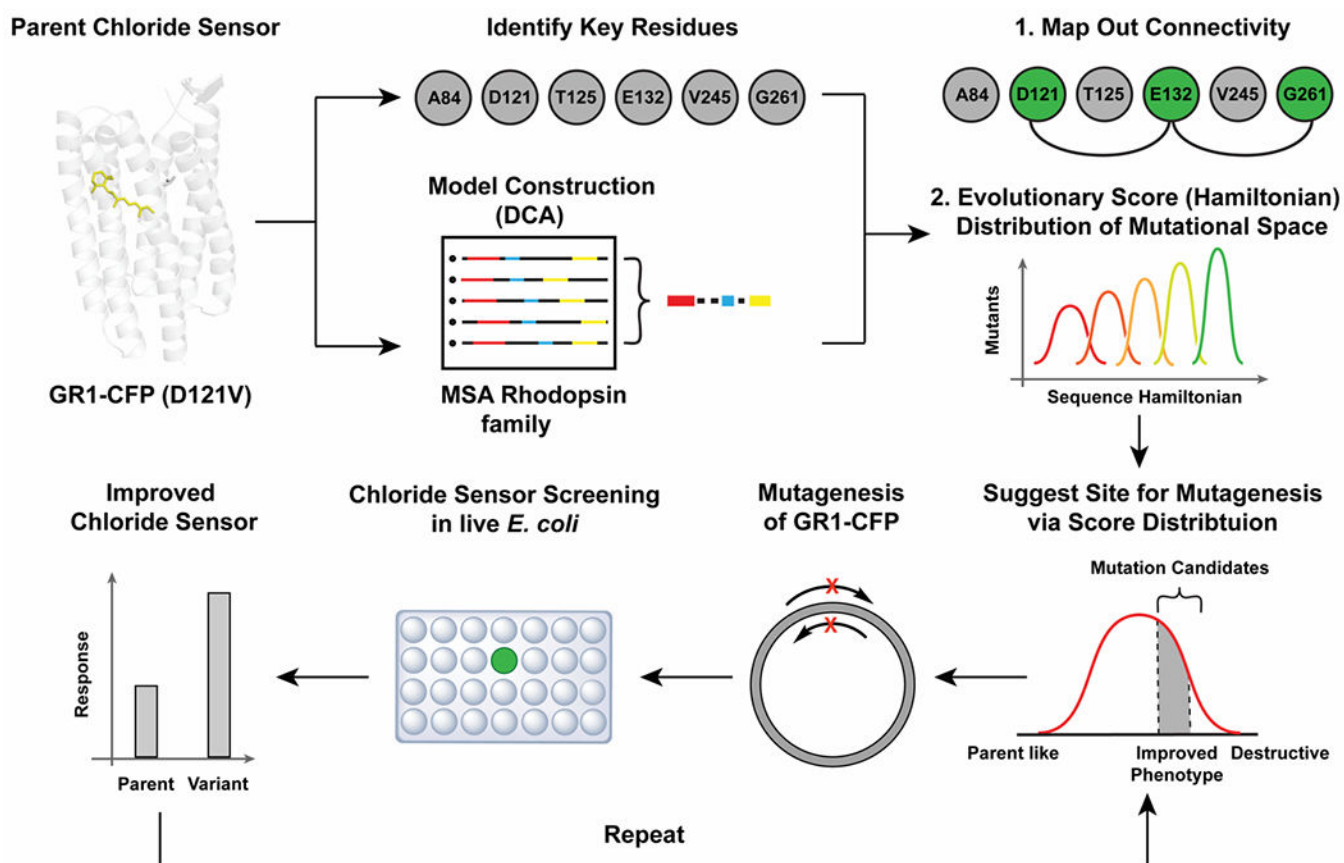 Parent Chloride Sensor
GR1-CFP (D121V)
Identify Key Residues
A84 D121 T125 E132 V245 G261
Model Construction
(DCA)
MSA Rhodopsin
family
1. Map Out Connectivity
A84 D121 T125 E132 V245 G261
2. Evolutionary Score (Hamiltonian)
Distribution of Mutational Space
Mutants
Sequence Hamiltonian
Suggest Site for Mutagenesis
via Score Distribtuion
Mutation Candidates
Parent like
Improved
Phenotype
Destructive
Mutagenesis
of GR1-CFP
X
X
Chloride Sensor Screening
in live E. coli
Improved
Chloride Sensor
Response
Parent Variant
Repeat